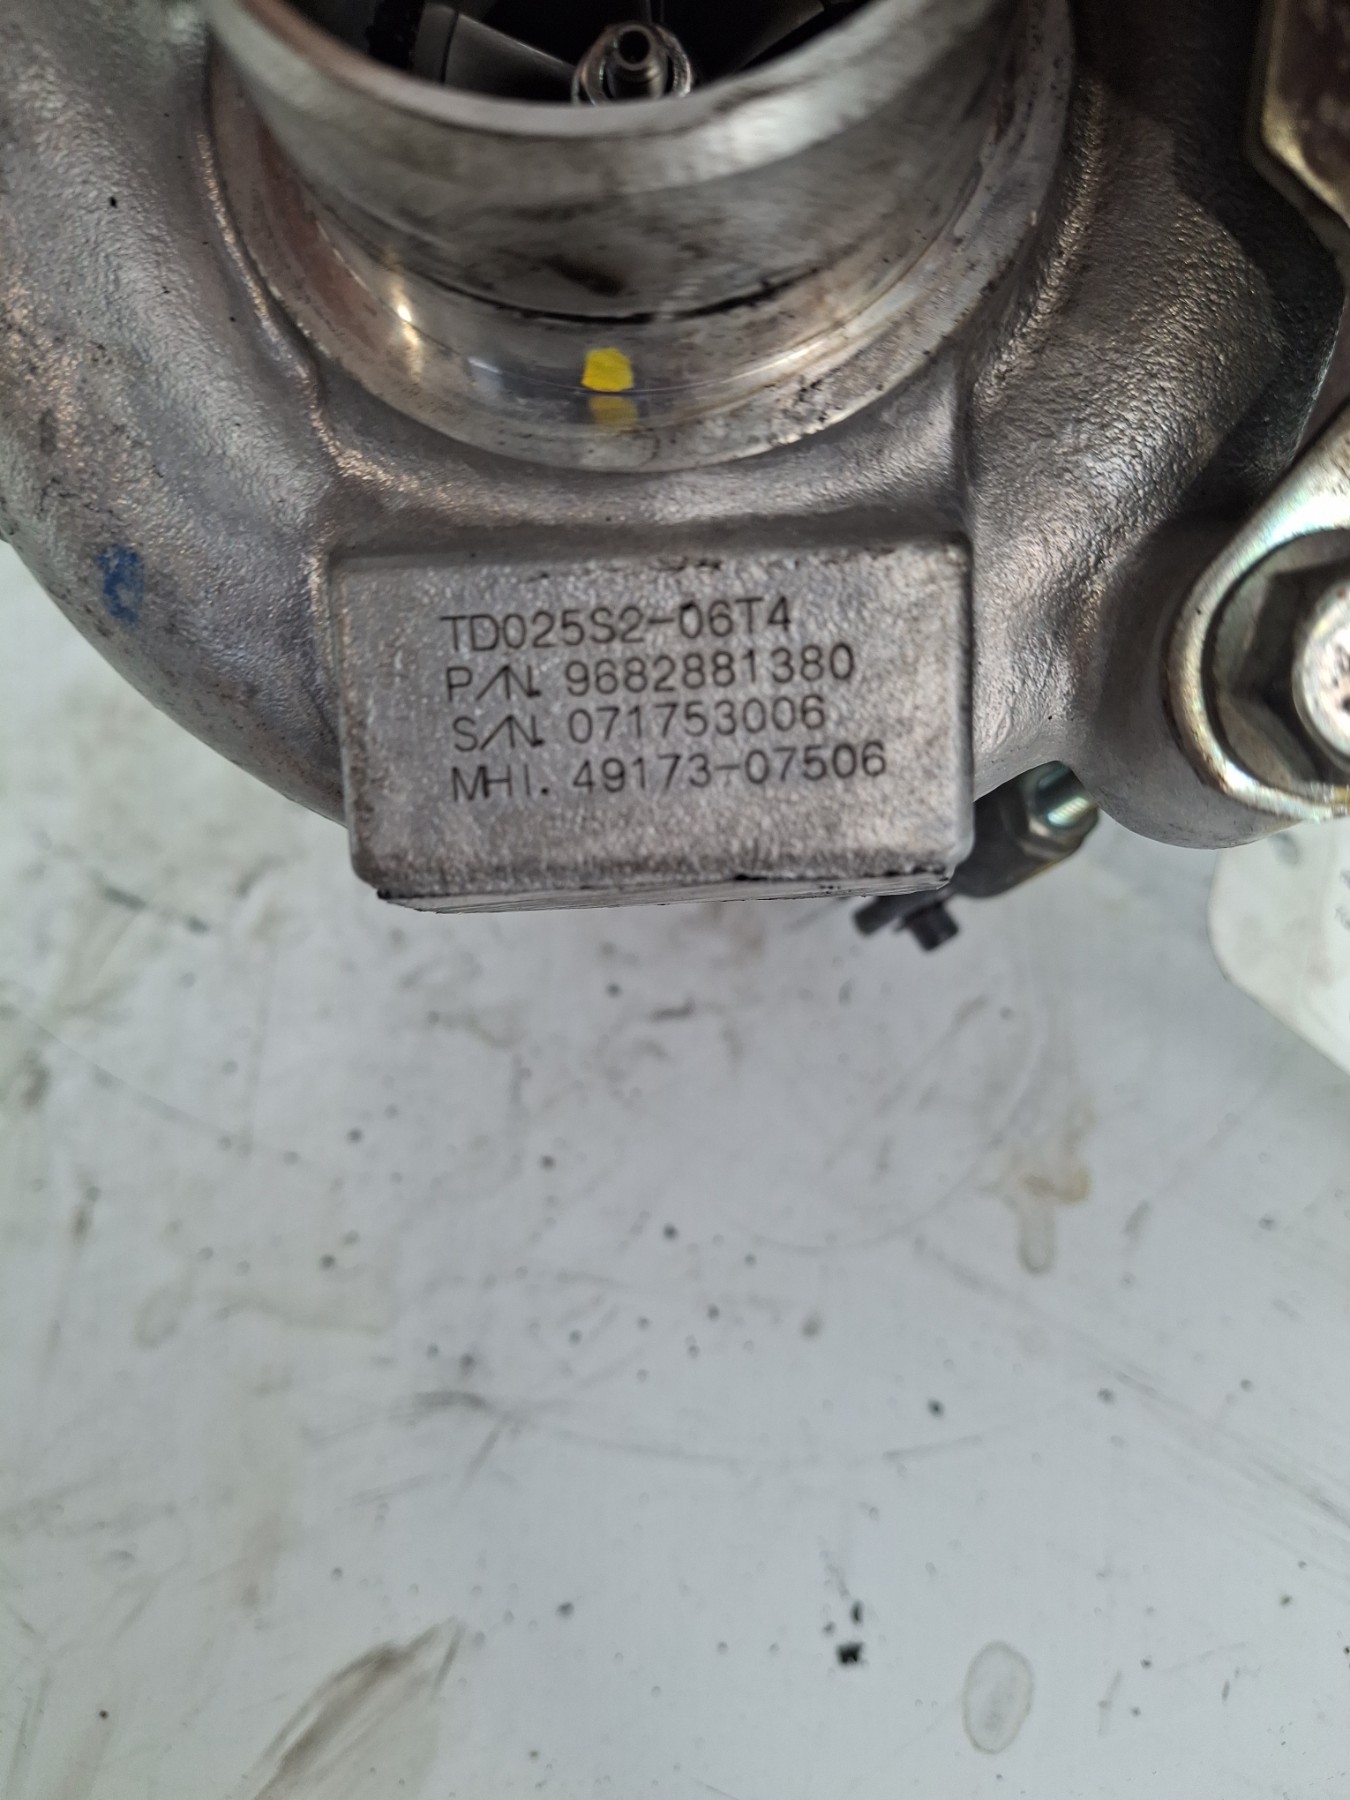 TD025S2-06T4
P/N. 9682881380
S/N. 071753006
MHI. 49173-07506